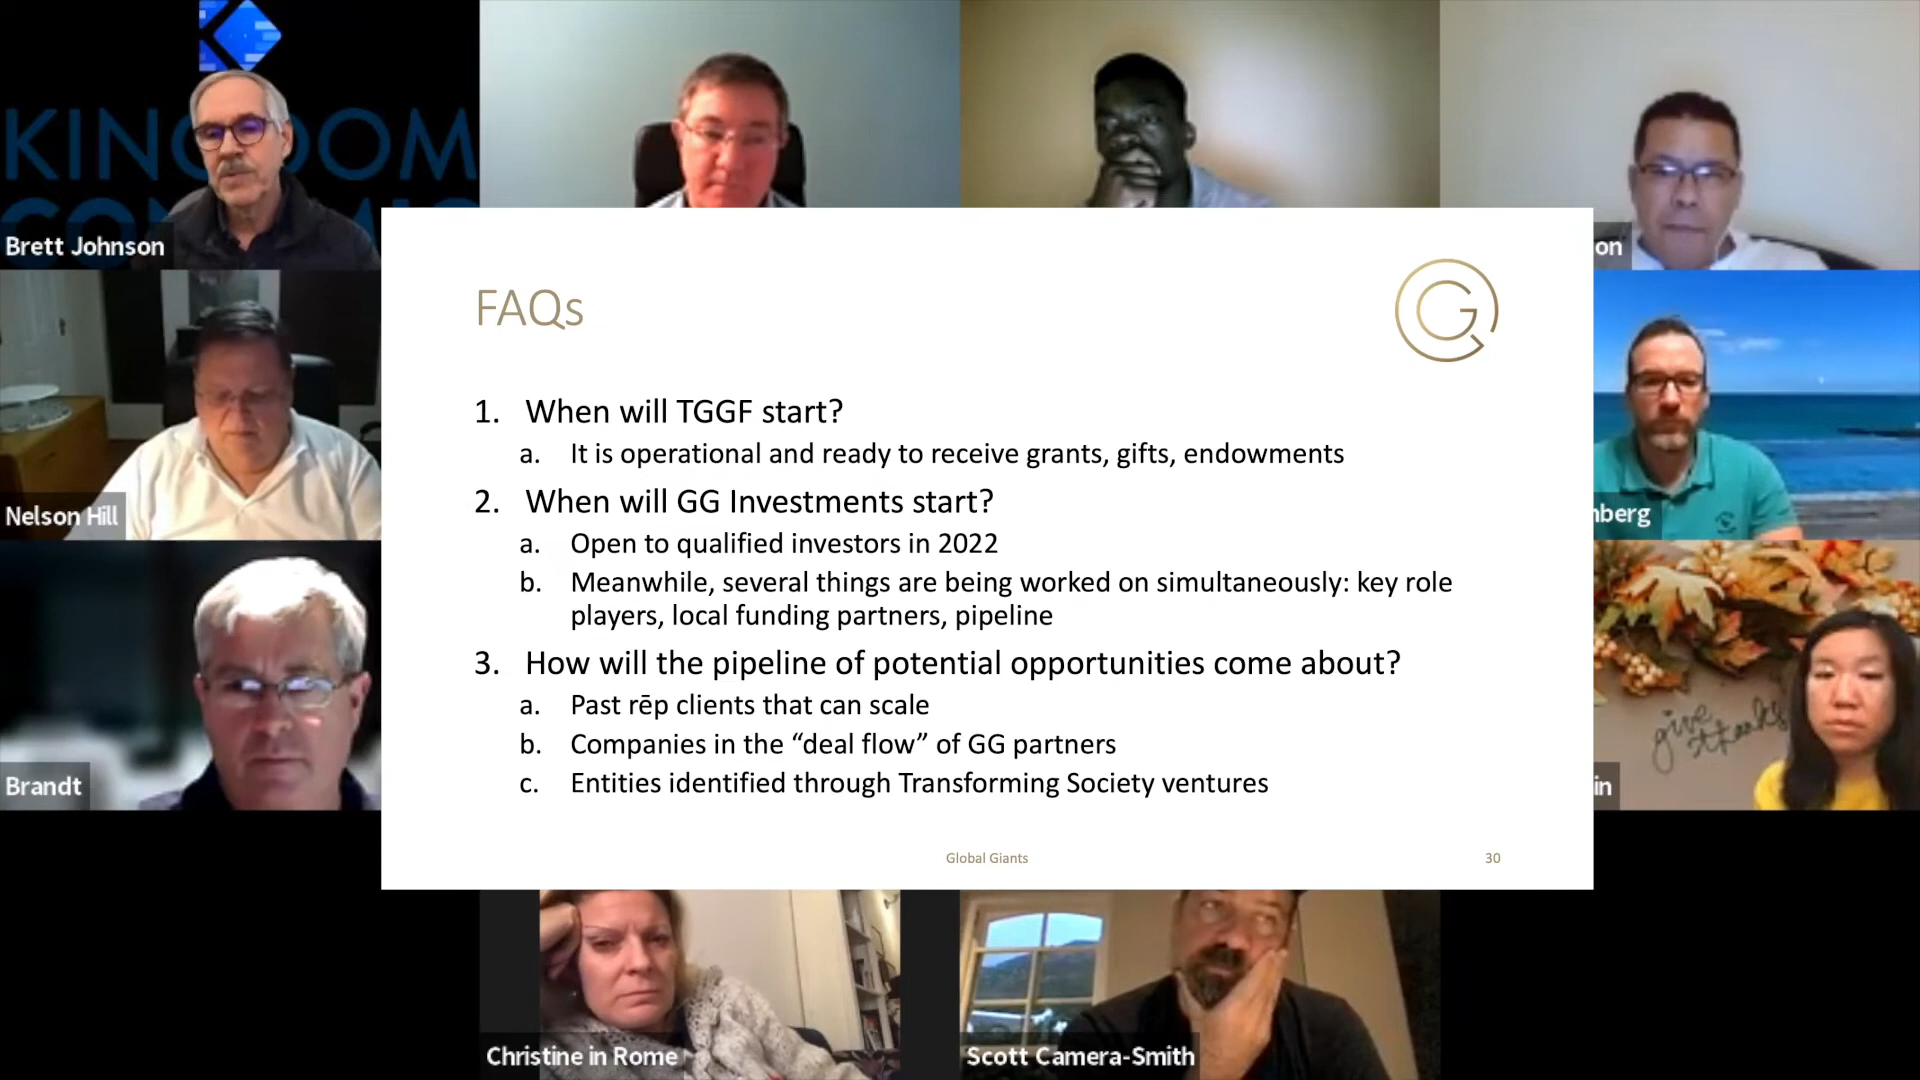 KINGDOM
Brett Johnson
on
FAQs
G
1. When will TGGF start?
a. It is operational and ready to receive grants, gifts, endowments
2. When will GG Investments start?
a. Open to qualified investors in 2022
b. Meanwhile, several things are being worked on simultaneously: key role
players, local funding partners, pipeline
3. How will the pipeline of potential opportunities come about?
a. Past rēp clients that can scale
b. Companies in the “deal flow” of GG partners
c. Entities identified through Transforming Society ventures
Global Giants
30
Nelson Hill
nberg
give
thanks
Brandt
in
Christine in Rome
Scott Camera-Smith